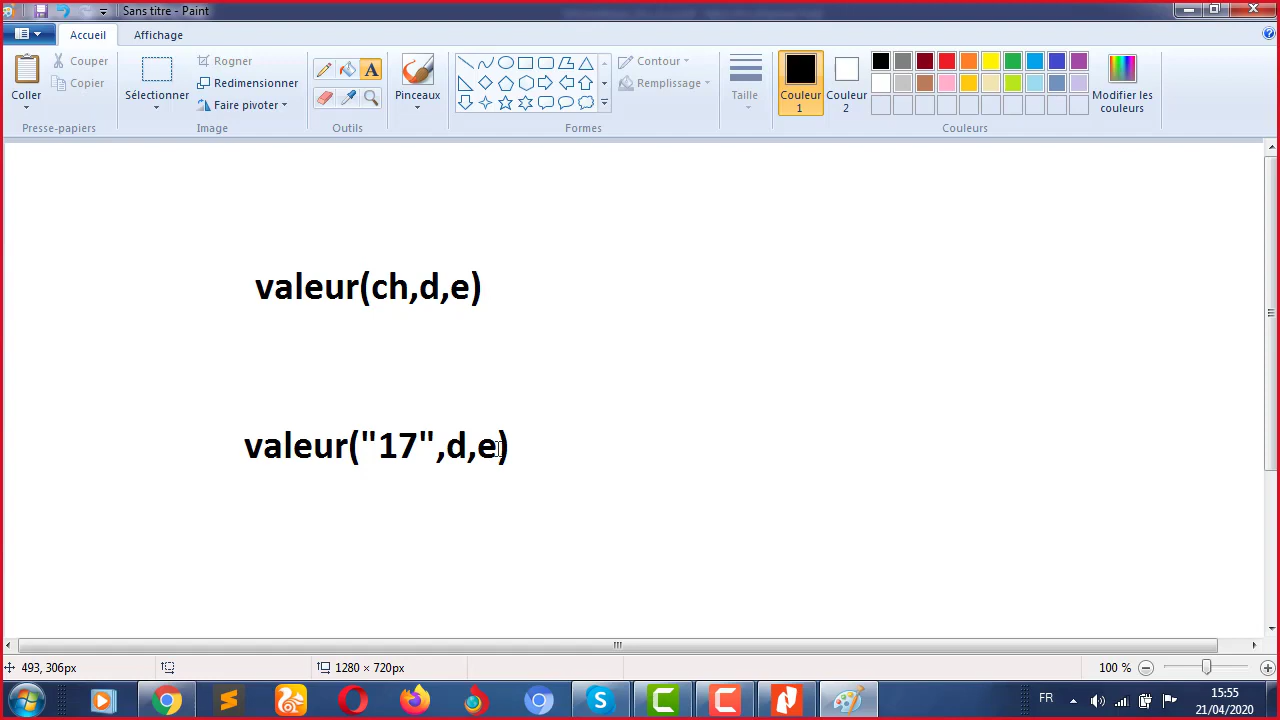 Sans titre - Paint
Accueil
Affichage
Coller
Couper
Copier
Presse-papiers
Sélectionner
Rogner
Redimensionner
Faire pivoter
Image
A
Outils
Pinceaux
Formes
Contour
Remplissage
Taille
Couleur
1
Couleur
2
Modifier les
couleurs
Couleurs
valeur(ch,d,e)
valeur("17",d,e)
493, 306px
1280 × 720px
100 %
FR
15:55
21/04/2020